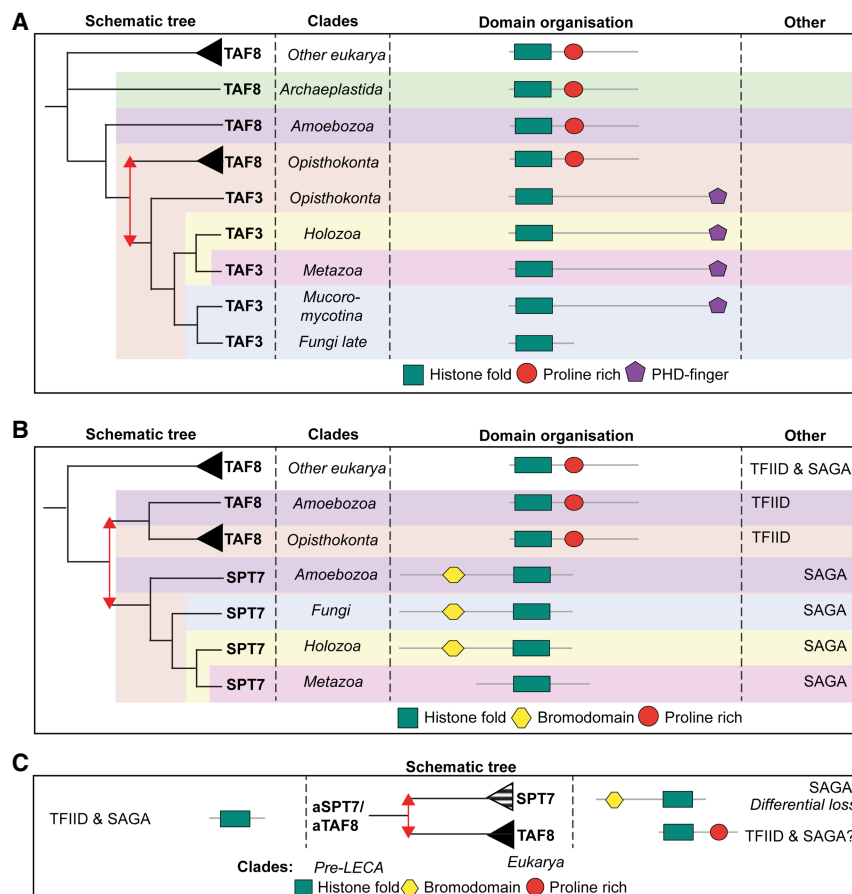 A
Schematic tree Clades Domain organisation Other
TAF8 Other eukarya
TAF8 Archaeplastida
TAF8 Amoebozoa
TAF8 Opisthokonta
TAF3 Opisthokonta
TAF3 Holozoa
TAF3 Metazoa
TAF3 Mucoro-
mycotina
TAF3 Fungi late
Histone fold Proline rich PHD-finger
B
Schematic tree Clades Domain organisation Other
TAF8 Other eukarya TFIID & SAGA
TAF8 Amoebozoa TFIID
TAF8 Opisthokonta TFIID
SPT7 Amoebozoa SAGA
SPT7 Fungi SAGA
SPT7 Holozoa SAGA
SPT7 Metazoa SAGA
Histone fold Bromodomain Proline rich
C
Schematic tree
TFIID & SAGA
aSPT7/
aTAF8
SPT7
TAF8
SAGA
Differential loss
TFIID & SAGA?
Clades: Pre-LECA Eukarya
Histone fold Bromodomain Proline rich